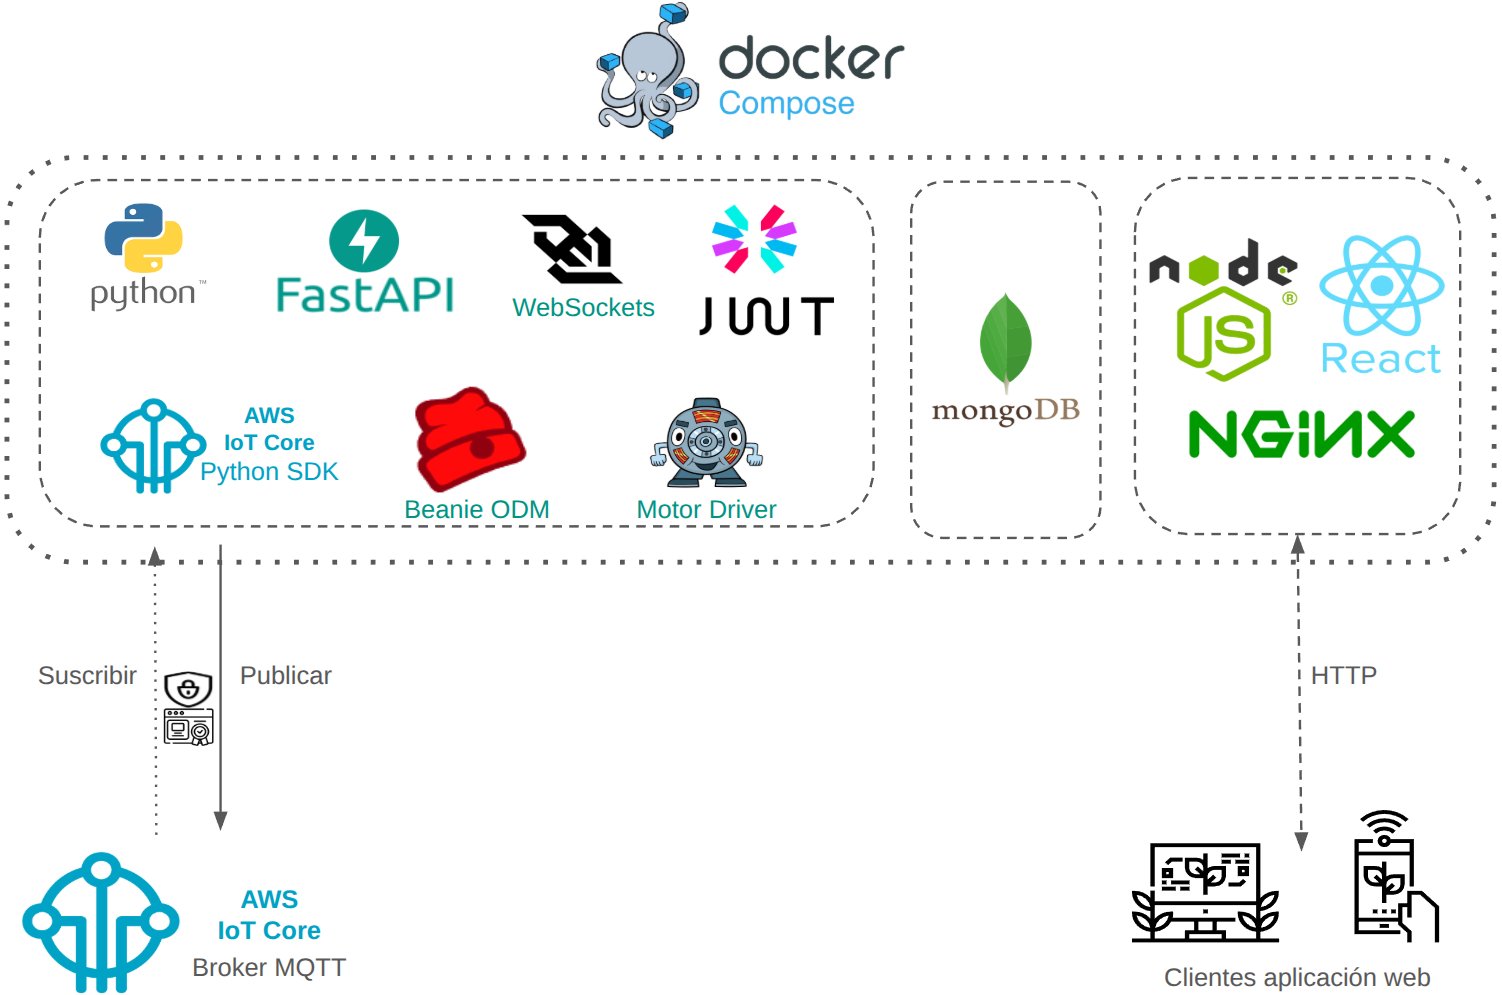 docker
Compose
python™
FastAPI
WebSockets
JWT
AWS
IoT Core
Python SDK
Beanie ODM
Motor Driver
mongoDB
node
JS®
React
NGiNX
Suscribir
Publicar
HTTP
AWS
IoT Core
Broker MQTT
Clientes aplicación web